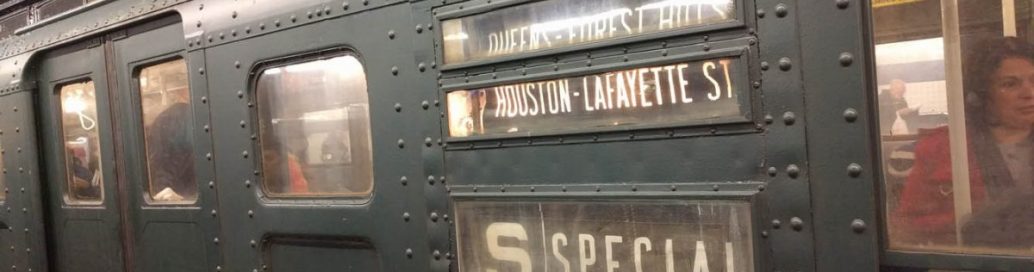 QUEENS-FOREST HILLS
HOUSTON-LAFAYETTE ST
S SPECIAL